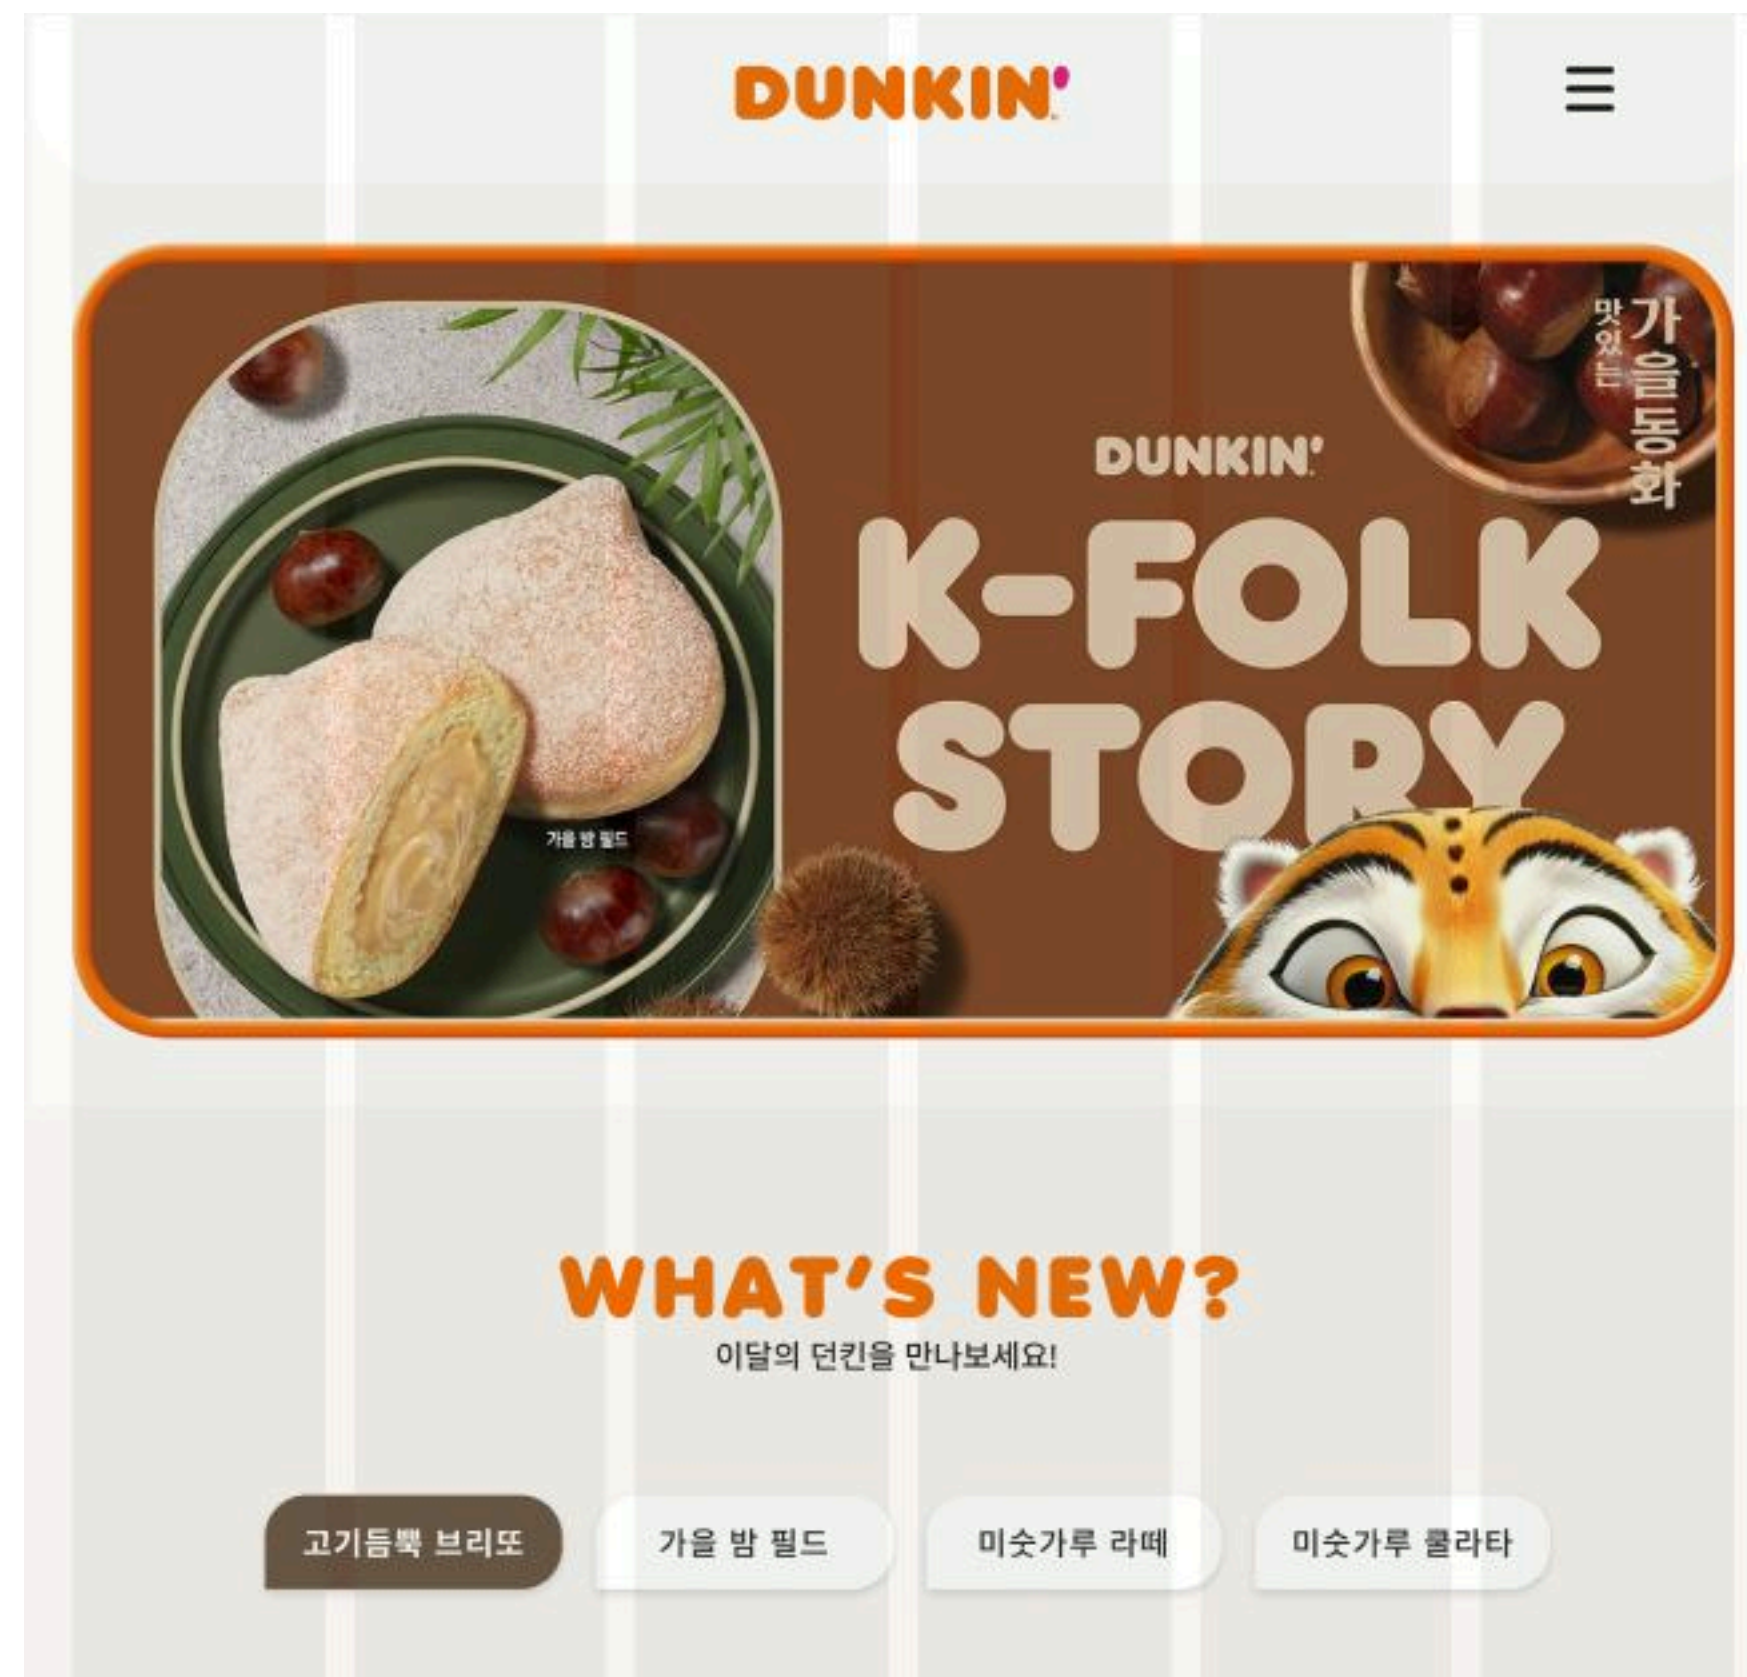 DUNKIN'
맛있는
가을동화
DUNKIN'
K-FOLK
STORY
가을 밤 필드
WHAT'S NEW?
이달의 던킨을 만나보세요!
고기듬뿍 브리또
가을 밤 필드
미숫가루 라떼
미숫가루 쿨라타